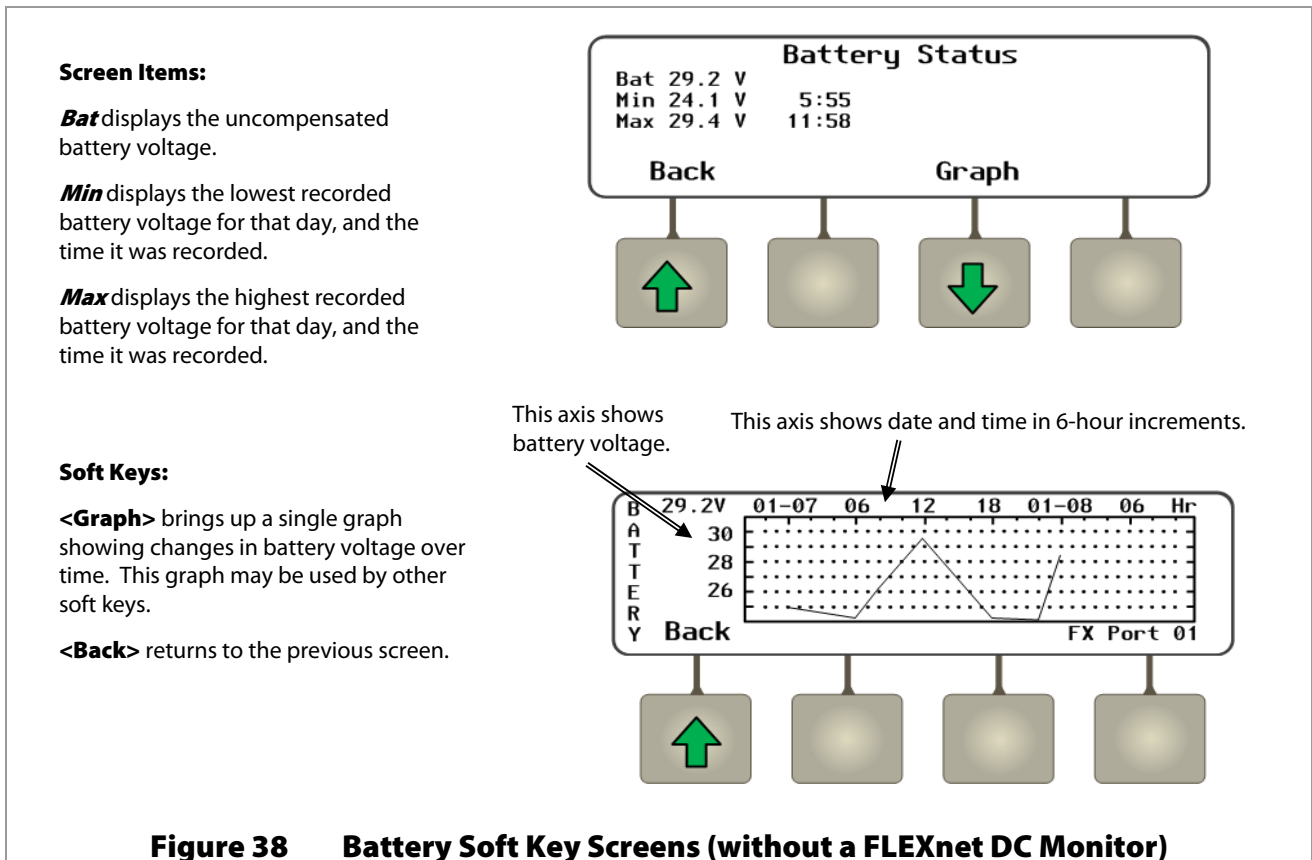 Screen Items:
Bat displays the uncompensated
battery voltage.
Min displays the lowest recorded
battery voltage for that day, and the
time it was recorded.
Max displays the highest recorded
battery voltage for that day, and the
time it was recorded.
Battery Status
Bat 29.2 V
Min 24.1 V 5:55
Max 29.4 V 11:58
Back Graph
This axis shows
battery voltage.
This axis shows date and time in 6-hour increments.
Soft Keys:
<Graph> brings up a single graph
showing changes in battery voltage over
time. This graph may be used by other
soft keys.
<Back> returns to the previous screen.
BATTERY
29.2V 01-07 06 12 18 01-08 06 Hr
30
28
26
Back FX Port 01
Figure 38 Battery Soft Key Screens (without a FLEXnet DC Monitor)